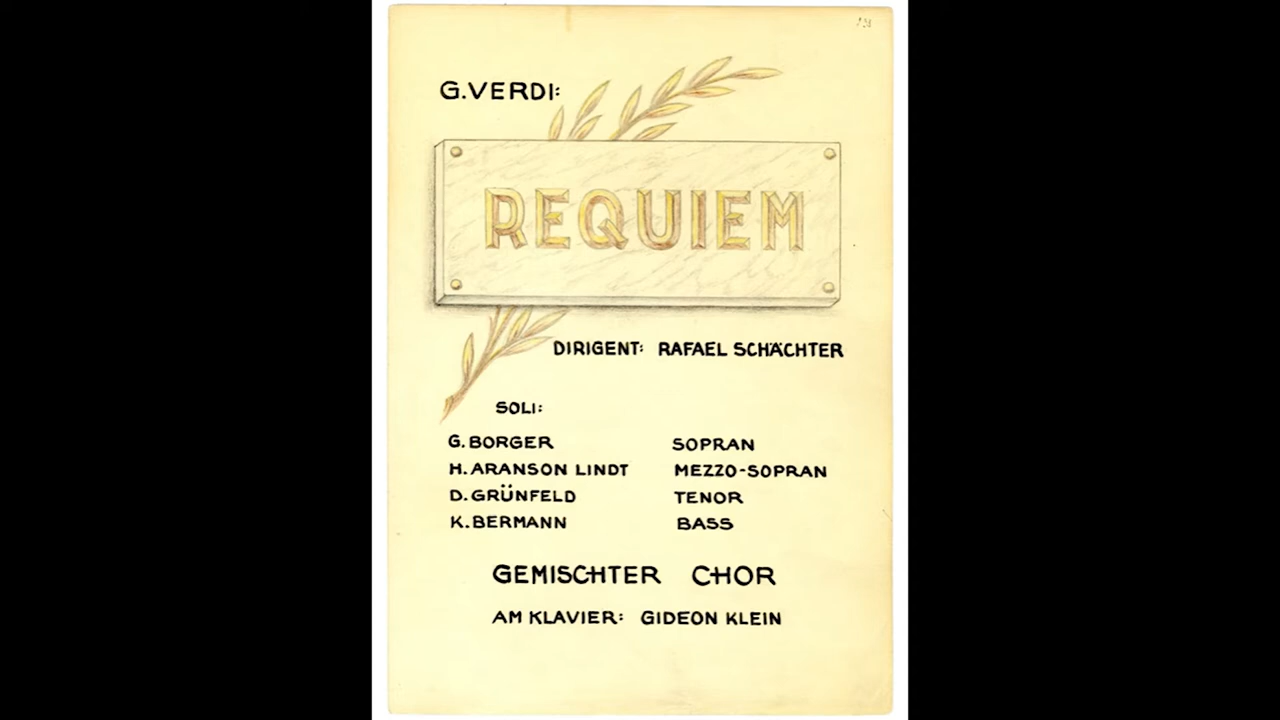 G. VERDI:
REQUIEM
DIRIGENT: RAFAEL SCHÄCHTER
SOLI:
G. BORGER SOPRAN
H. ARANSON LINDT MEZZO-SOPRAN
D. GRÜNFELD TENOR
K. BERMANN BASS
GEMISCHTER CHOR
AM KLAVIER: GIDEON KLEIN